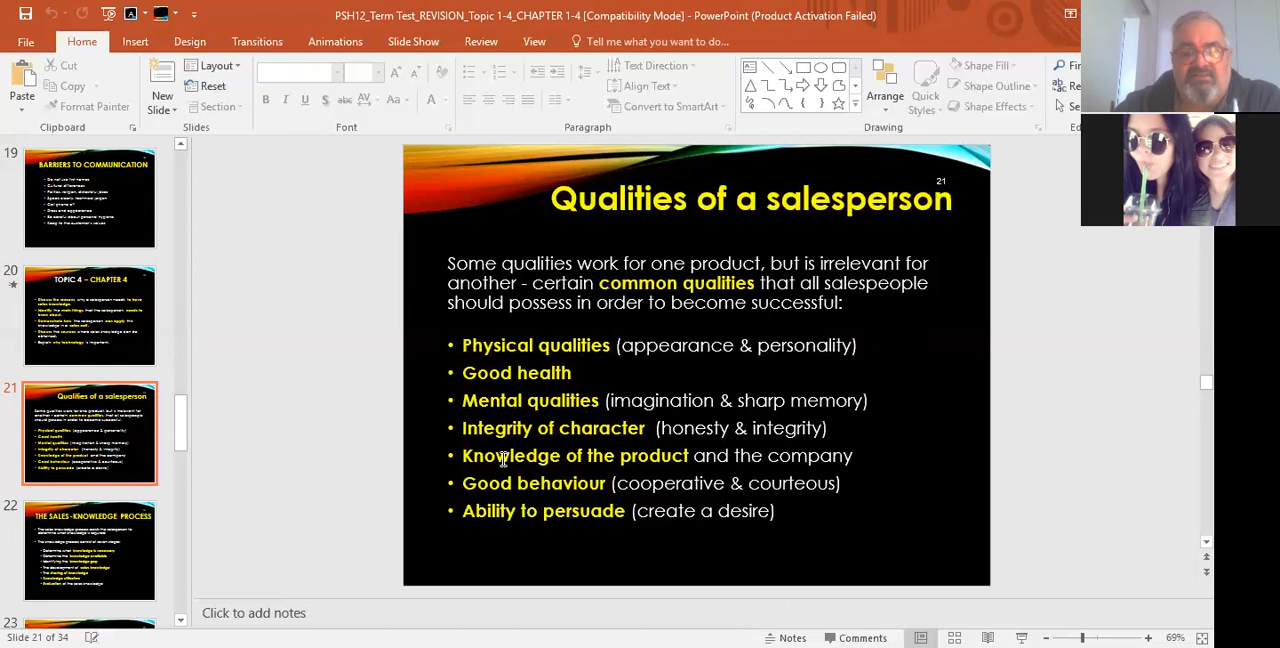 PSH12_Term Test_REVISION_Topic 1-4_CHAPTER 1-4 [Compatibility Mode] - PowerPoint (Product Activation Failed)
File Home Insert Design Transitions Animations Slide Show Review View Tell me what you want to do...
Paste
Cut
Copy
Format Painter
Clipboard
New Slide
Layout
Reset
Section
Slides
B I U S abc AV Aa A
Font
Paragraph
Text Direction
Align Text
Convert to SmartArt
Arrange
Quick Styles
Shape Fill
Shape Outline
Shape Effects
Drawing
19
BARRIERS TO COMMUNICATION
Cultural differences
20
TOPIC 4 – CHAPTER 4
21
Qualities of a salesperson
22
THE SALES -KNOWLEDGE PROCESS
23
21
Qualities of a salesperson
Some qualities work for one product, but is irrelevant for
another - certain common qualities that all salespeople
should possess in order to become successful:
• Physical qualities (appearance & personality)
• Good health
• Mental qualities (imagination & sharp memory)
• Integrity of character (honesty & integrity)
• Knowledge of the product and the company
• Good behaviour (cooperative & courteous)
• Ability to persuade (create a desire)
Click to add notes
Slide 21 of 34
Notes
Comments
69%